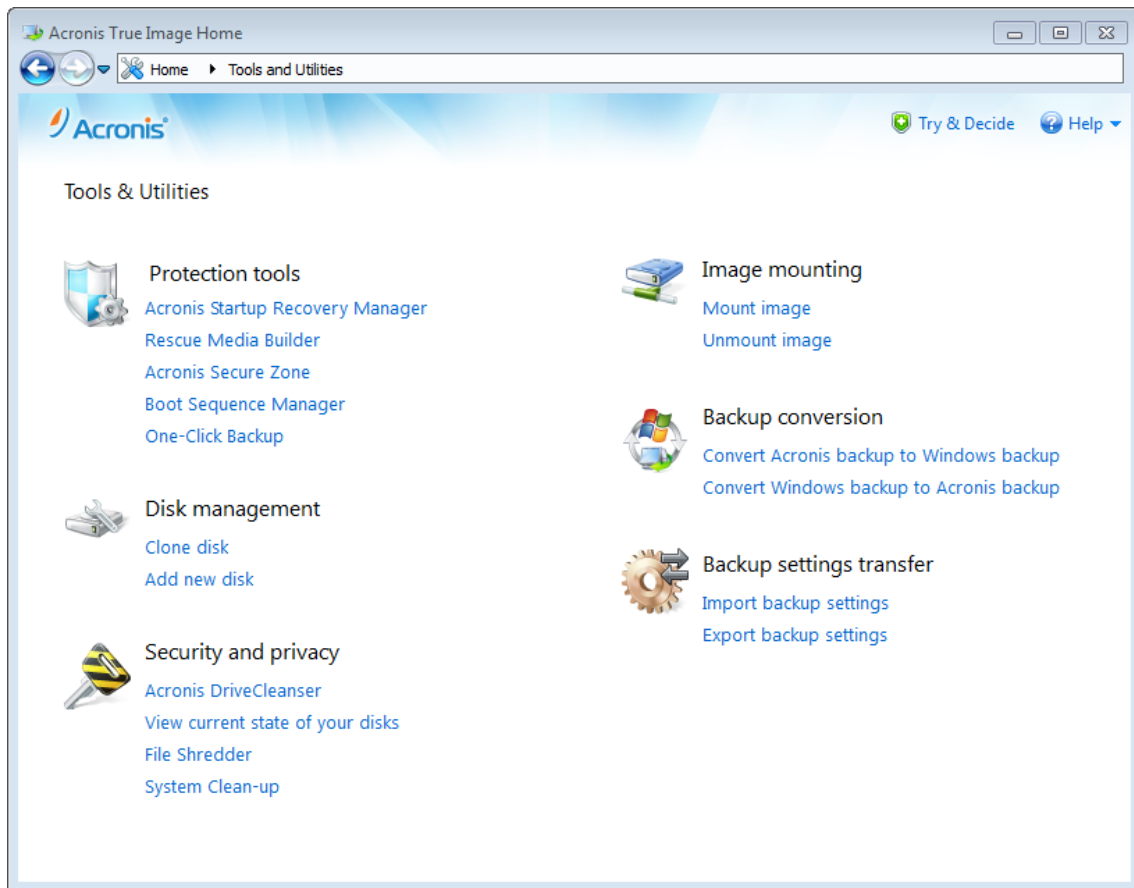 Acronis True Image Home
Home ▸ Tools and Utilities
Acronis
Try & Decide
Help
Tools & Utilities
Protection tools
Acronis Startup Recovery Manager
Rescue Media Builder
Acronis Secure Zone
Boot Sequence Manager
One-Click Backup
Disk management
Clone disk
Add new disk
Security and privacy
Acronis DriveCleanser
View current state of your disks
File Shredder
System Clean-up
Image mounting
Mount image
Unmount image
Backup conversion
Convert Acronis backup to Windows backup
Convert Windows backup to Acronis backup
Backup settings transfer
Import backup settings
Export backup settings